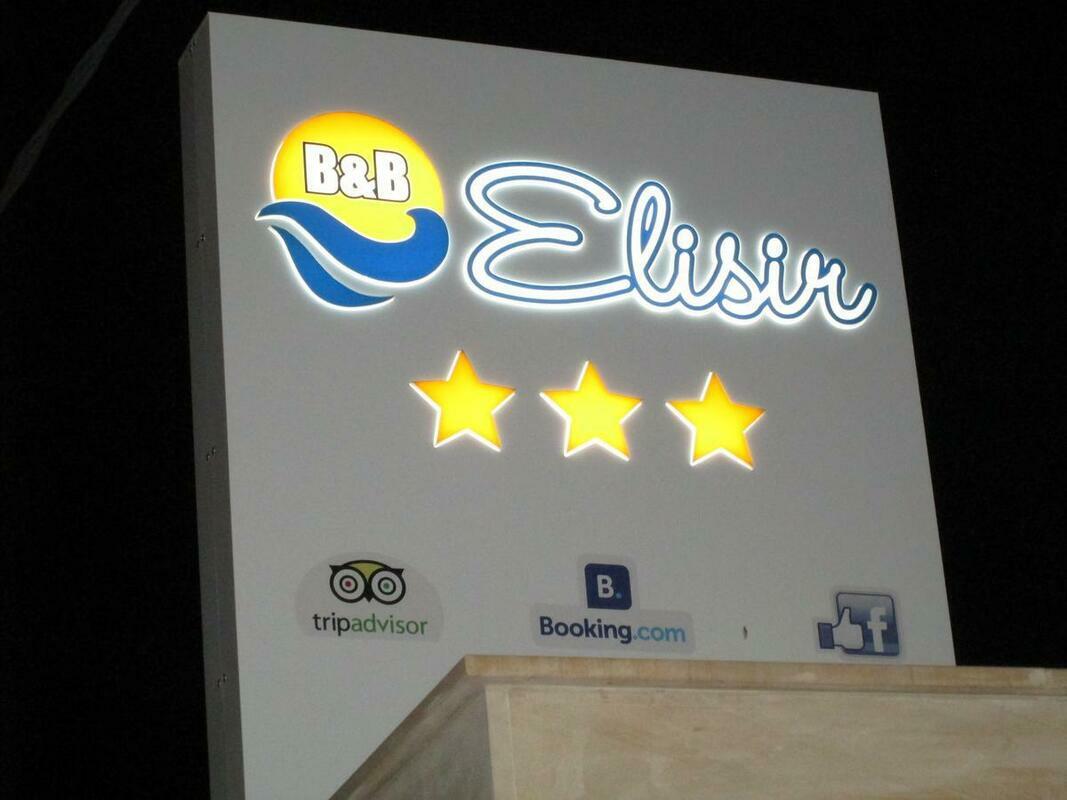 B&B
Elisir
tripadvisor
B.
Booking.com
f